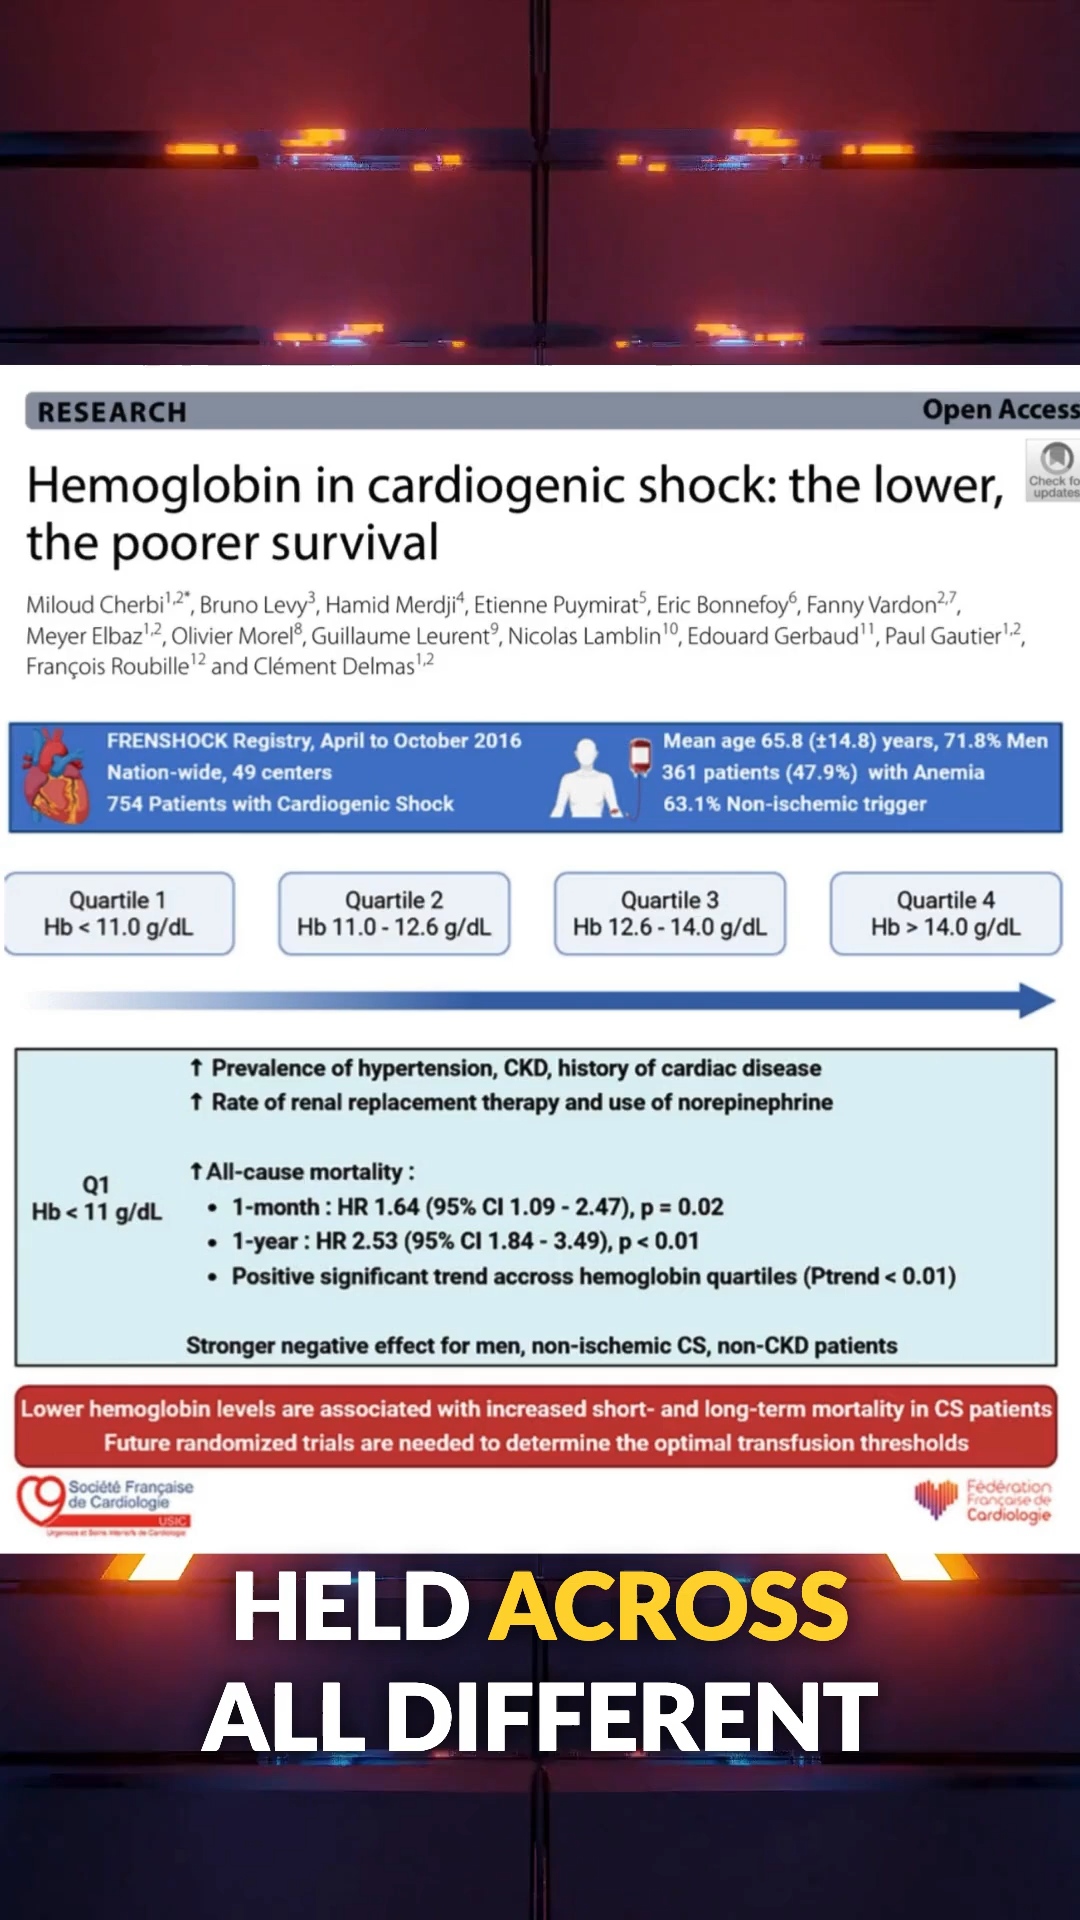 RESEARCH
Open Access
Check fo
updates
Hemoglobin in cardiogenic shock: the lower,
the poorer survival
Miloud Cherbi1,2*, Bruno Levy3, Hamid Merdji4, Etienne Puymirat5, Eric Bonnefoy6, Fanny Vardon2,7,
Meyer Elbaz1,2, Olivier Morel8, Guillaume Leurent9, Nicolas Lamblin10, Edouard Gerbaud11, Paul Gautier1,2,
François Roubille12 and Clément Delmas1,2
FRENSHOCK Registry, April to October 2016
Nation-wide, 49 centers
754 Patients with Cardiogenic Shock
Mean age 65.8 (±14.8) years, 71.8% Men
361 patients (47.9%) with Anemia
63.1% Non-ischemic trigger
Quartile 1
Hb < 11.0 g/dL
Quartile 2
Hb 11.0 - 12.6 g/dL
Quartile 3
Hb 12.6 - 14.0 g/dL
Quartile 4
Hb > 14.0 g/dL
Q1
Hb < 11 g/dL
↑ Prevalence of hypertension, CKD, history of cardiac disease
↑ Rate of renal replacement therapy and use of norepinephrine
↑ All-cause mortality :
• 1-month : HR 1.64 (95% CI 1.09 - 2.47), p = 0.02
• 1-year : HR 2.53 (95% CI 1.84 - 3.49), p < 0.01
• Positive significant trend accross hemoglobin quartiles (Ptrend < 0.01)
Stronger negative effect for men, non-ischemic CS, non-CKD patients
Lower hemoglobin levels are associated with increased short- and long-term mortality in CS patients
Future randomized trials are needed to determine the optimal transfusion thresholds
Société Française
de Cardiologie
USIC
Urgences et Soins Intensifs de Cardiologie
Fédération
Française de
Cardiologie
HELD ACROSS
ALL DIFFERENT